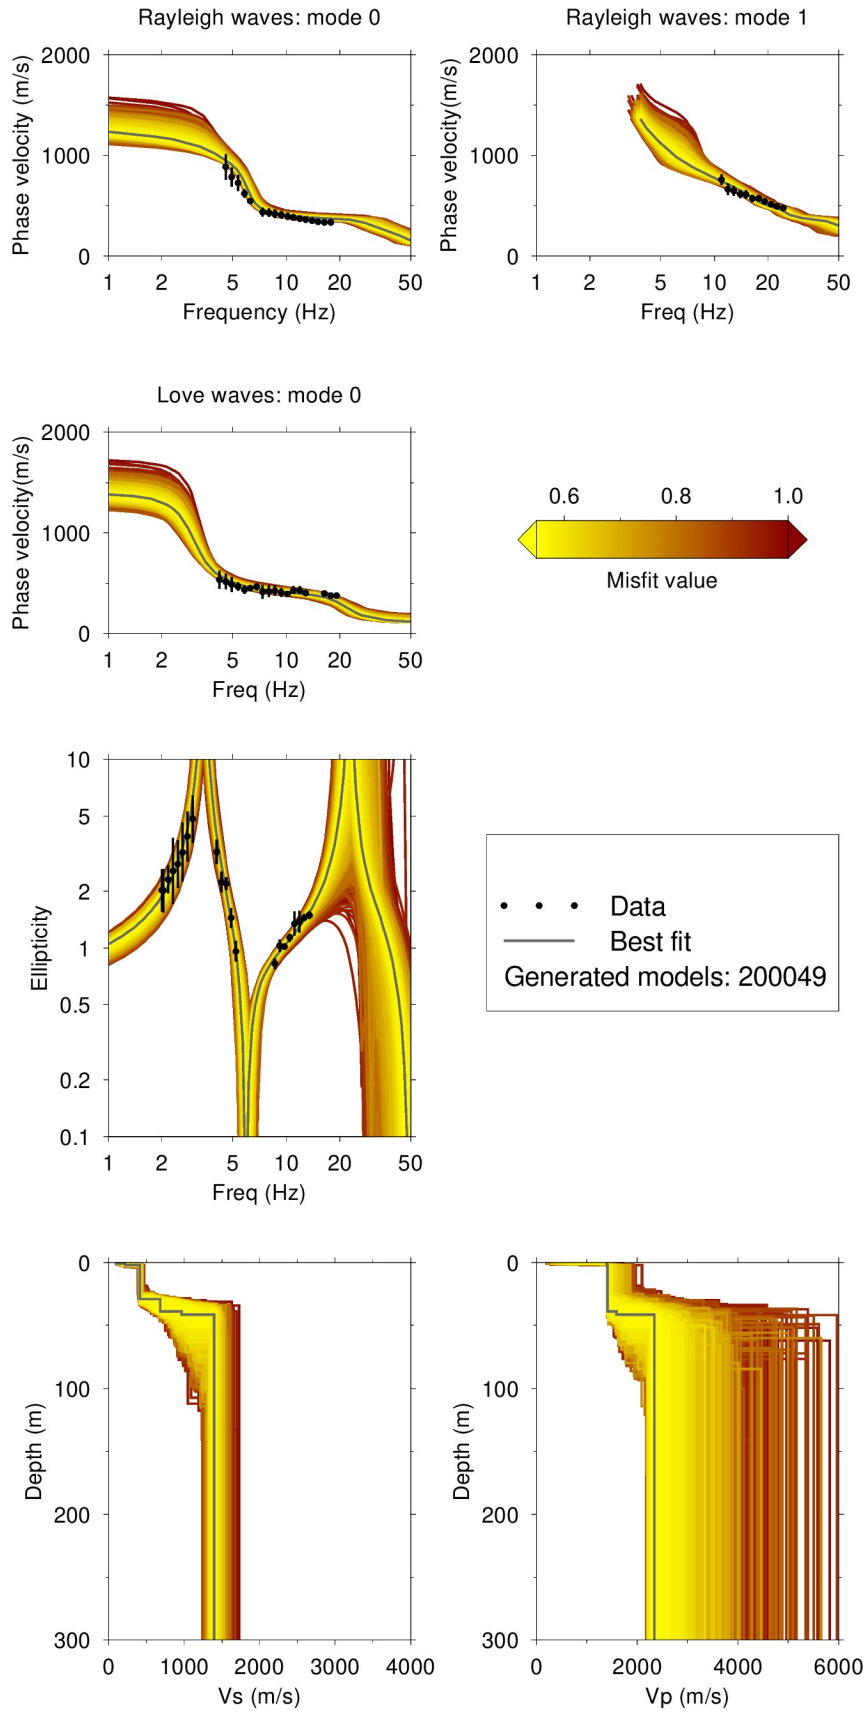 Rayleigh waves: mode 0
Rayleigh waves: mode 1
Phase velocity (m/s)
2000
1000
0
1 2 5 10 20 50
Frequency (Hz)
Phase velocity(m/s)
2000
1000
0
1 2 5 10 20 50
Freq (Hz)
Love waves: mode 0
Phase velocity(m/s)
2000
1000
0
1 2 5 10 20 50
Freq (Hz)
0.6 0.8 1.0
Misfit value
Ellipticity
10
5
2
1
0.5
0.2
0.1
1 2 5 10 20 50
Freq (Hz)
Data
Best fit
Generated models: 200049
Depth (m)
0
100
200
300
0 1000 2000 3000 4000
Vs (m/s)
Depth (m)
0
100
200
300
0 2000 4000 6000
Vp (m/s)